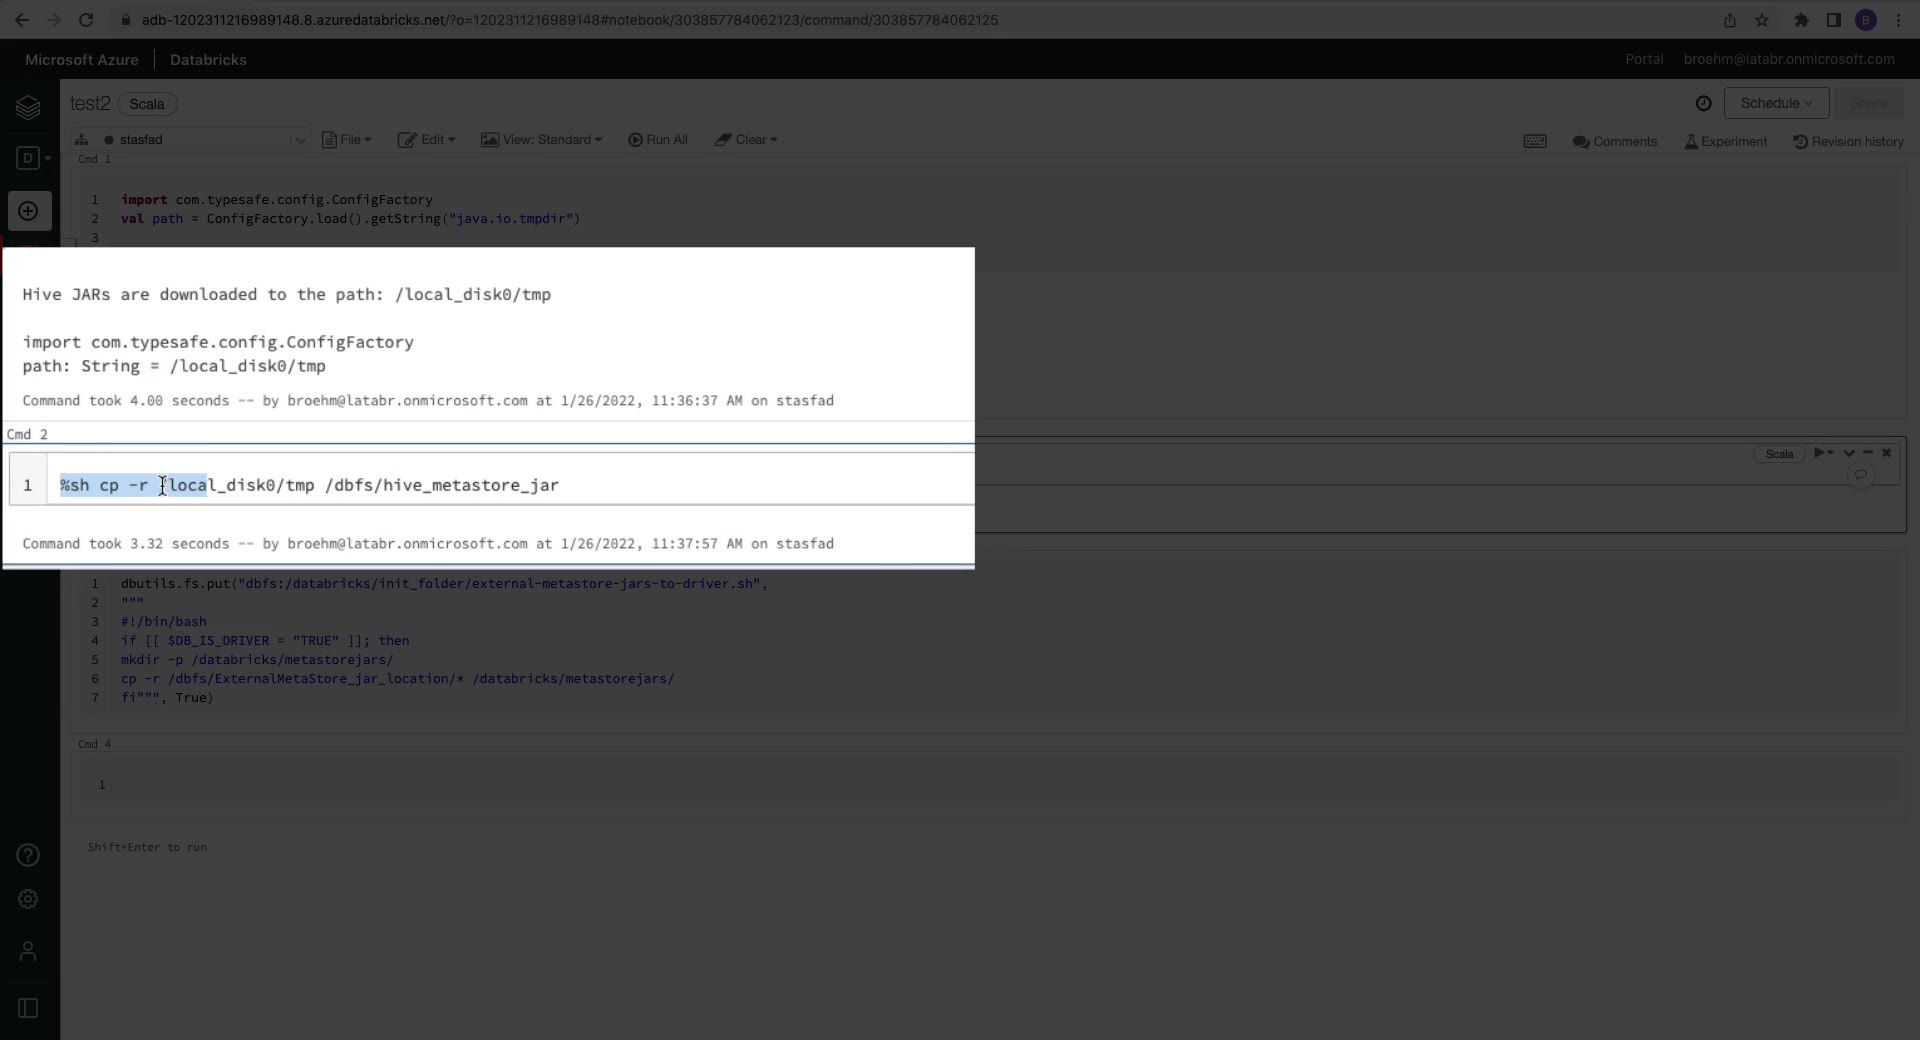 adb-1202311216989148.8.azuredatabricks.net/?o=1202311216989148#notebook/303857784062123/command/303857784062125
B
Microsoft Azure | Databricks
Portal broehm@latabr.onmicrosoft.com
test2 Scala
Schedule Share
stasfad File Edit View: Standard Run All Clear
Comments Experiment Revision history
D
Cmd 1
1 import com.typesafe.config.ConfigFactory
2 val path = ConfigFactory.load().getString("java.io.tmpdir")
3
Hive JARs are downloaded to the path: /local_disk0/tmp
import com.typesafe.config.ConfigFactory
path: String = /local_disk0/tmp
Command took 4.00 seconds -- by broehm@latabr.onmicrosoft.com at 1/26/2022, 11:36:37 AM on stasfad
Cmd 2
Scala
1 %sh cp -r /local_disk0/tmp /dbfs/hive_metastore_jar
Command took 3.32 seconds -- by broehm@latabr.onmicrosoft.com at 1/26/2022, 11:37:57 AM on stasfad
1 dbutils.fs.put("dbfs:/databricks/init_folder/external-metastore-jars-to-driver.sh",
2 """
3 #!/bin/bash
4 if [[ $DB_IS_DRIVER = "TRUE" ]]; then
5 mkdir -p /databricks/metastorejars/
6 cp -r /dbfs/ExternalMetaStore_jar_location/* /databricks/metastorejars/
7 fi""", True)
Cmd 4
1
Shift+Enter to run